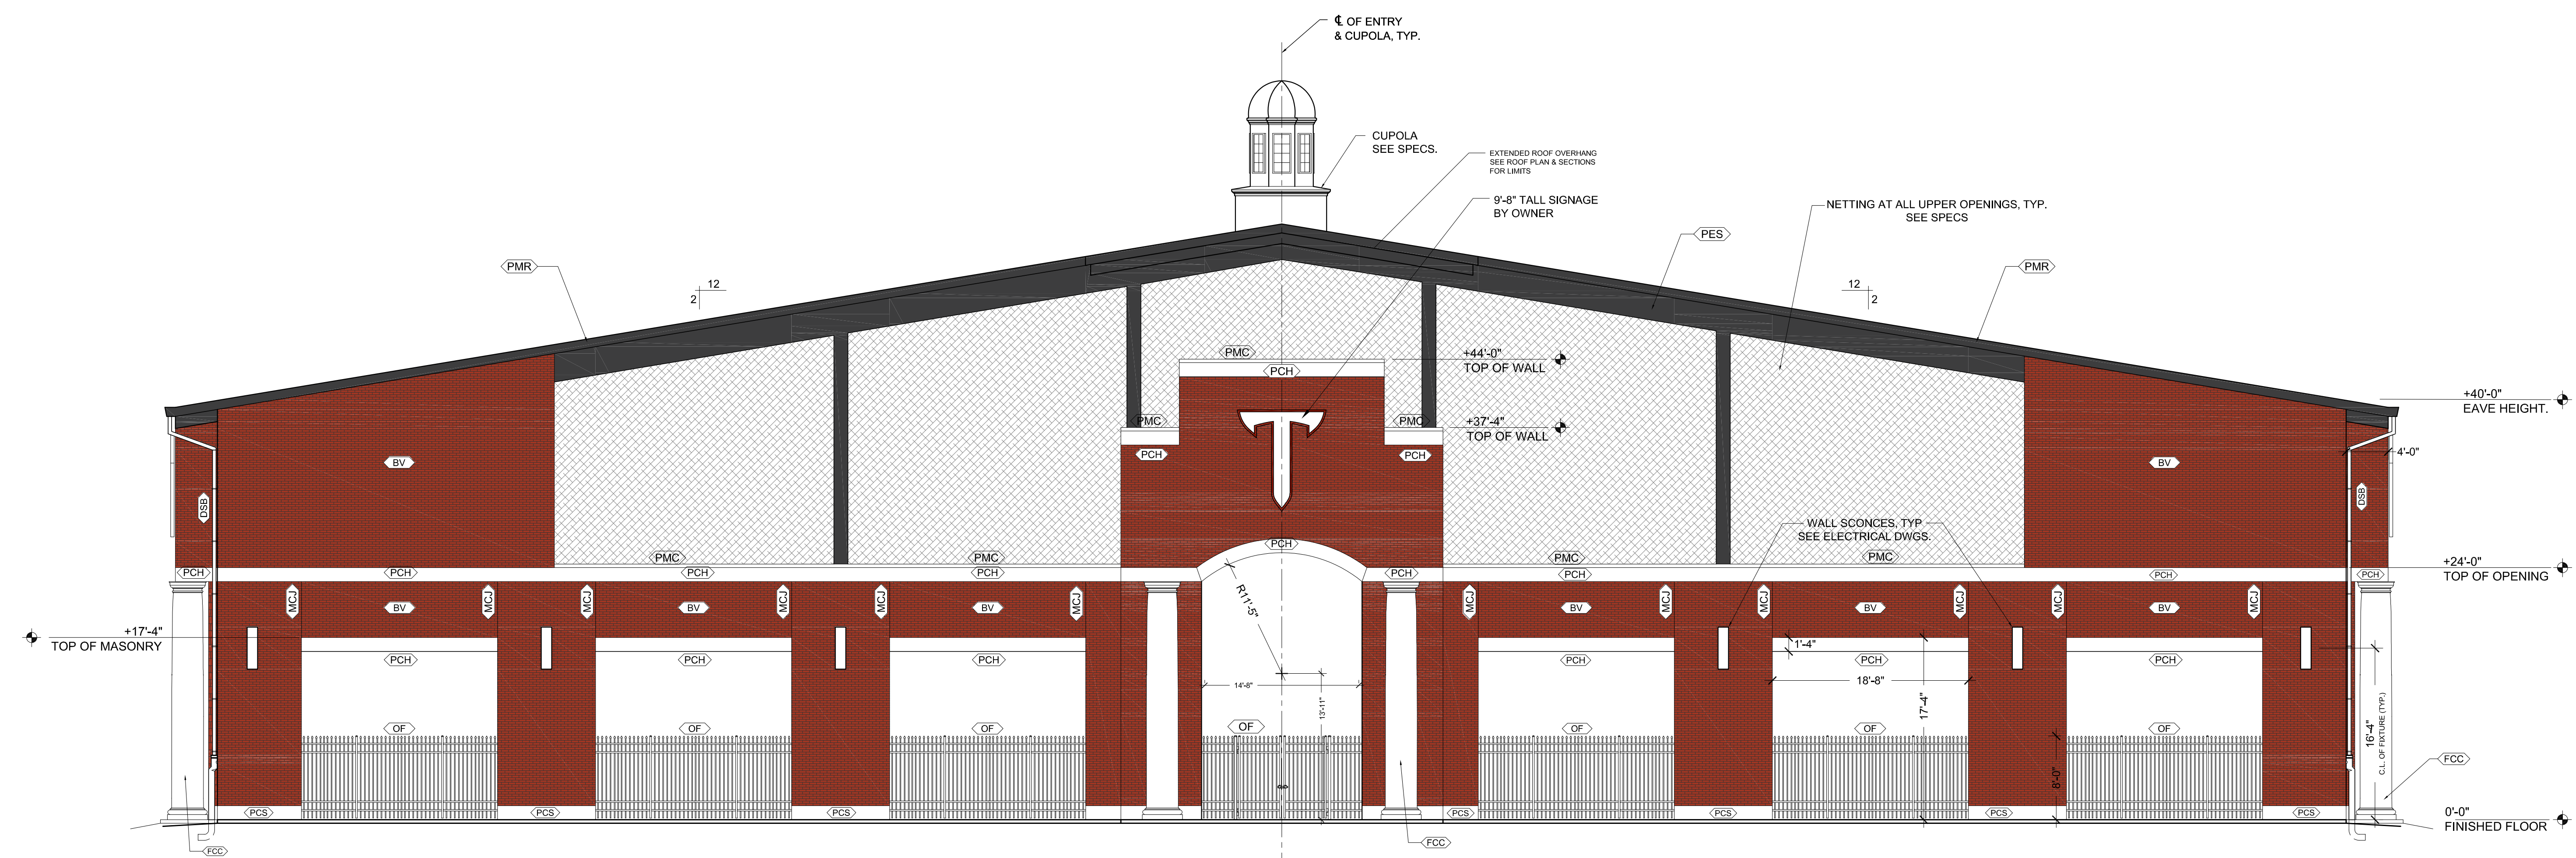 ℄ OF ENTRY
& CUPOLA, TYP.
CUPOLA
SEE SPECS.
EXTENDED ROOF OVERHANG
SEE ROOF PLAN & SECTIONS
FOR LIMITS
9'-8" TALL SIGNAGE
BY OWNER
NETTING AT ALL UPPER OPENINGS, TYP.
SEE SPECS
PES
PMR
PMR
12
2
12
2
PMC
+44'-0"
TOP OF WALL
PCH
+40'-0"
EAVE HEIGHT.
PMC
PMC
+37'-4"
TOP OF WALL
PCH
PCH
4'-0"
BV
BV
DSB
DSB
T
WALL SCONCES, TYP
SEE ELECTRICAL DWGS.
PCH
PMC
PMC
PMC
PMC
+24'-0"
TOP OF OPENING
PCH
PCH
PCH
PCH
PCH
PCH
PCH
PCH
PCH
MCJ
MCJ
MCJ
MCJ
MCJ
MCJ
MCJ
MCJ
MCJ
MCJ
MCJ
MCJ
BV
BV
BV
BV
BV
BV
R11'-5"
+17'-4"
TOP OF MASONRY
1'-4"
PCH
PCH
PCH
PCH
PCH
PCH
14'-8"
13'-11"
18'-8"
17'-4"
16'-4"
C.L. OF FIXTURE (TYP.)
OF
OF
OF
OF
OF
OF
OF
8'-0"
FCC
PCS
PCS
PCS
PCS
PCS
PCS
PCS
0'-0"
FINISHED FLOOR
FCC
FCC